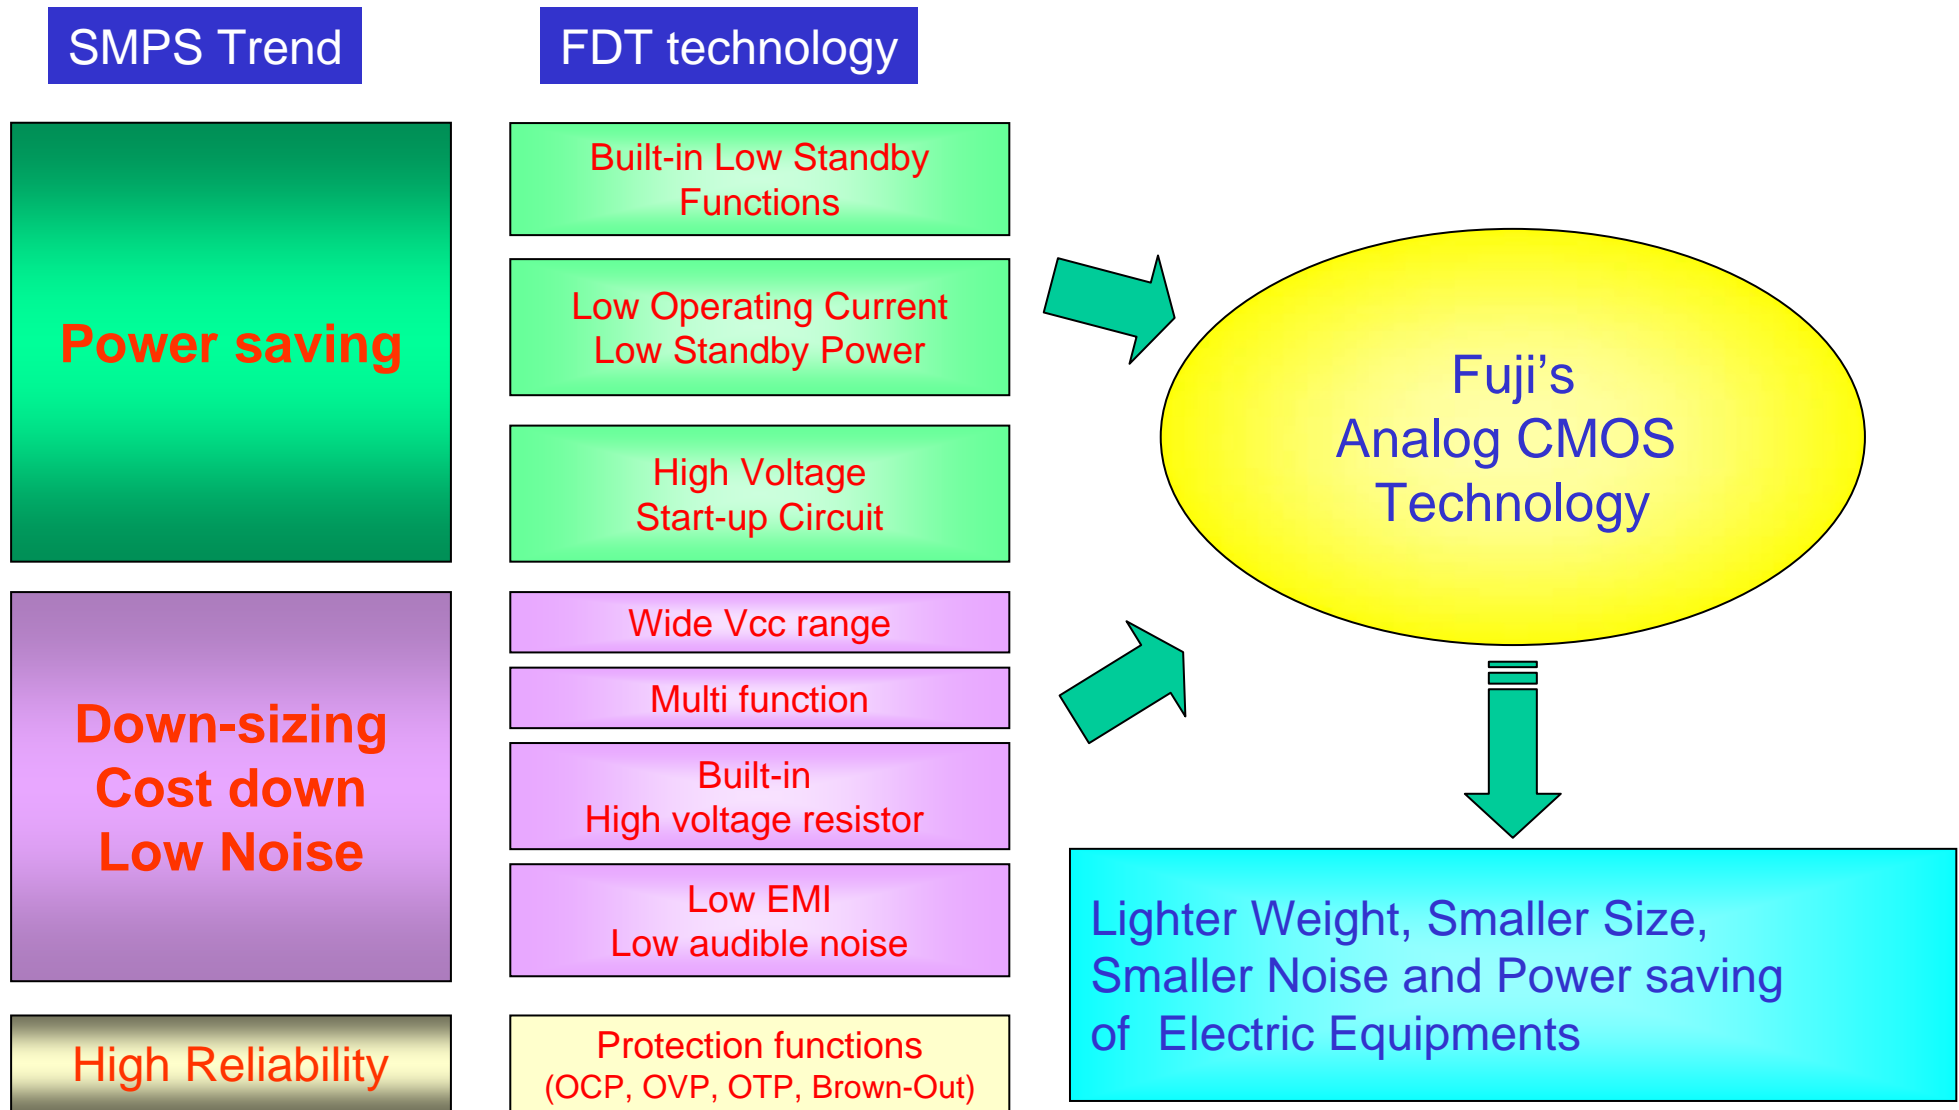 SMPS Trend
FDT technology
Power saving
Built-in Low Standby
Functions
Low Operating Current
Low Standby Power
High Voltage
Start-up Circuit
Down-sizing
Cost down
Low Noise
Wide Vcc range
Multi function
Built-in
High voltage resistor
Low EMI
Low audible noise
High Reliability
Protection functions
(OCP, OVP, OTP, Brown-Out)
Fuji’s
Analog CMOS
Technology
Lighter Weight, Smaller Size,
Smaller Noise and Power saving
of  Electric Equipments